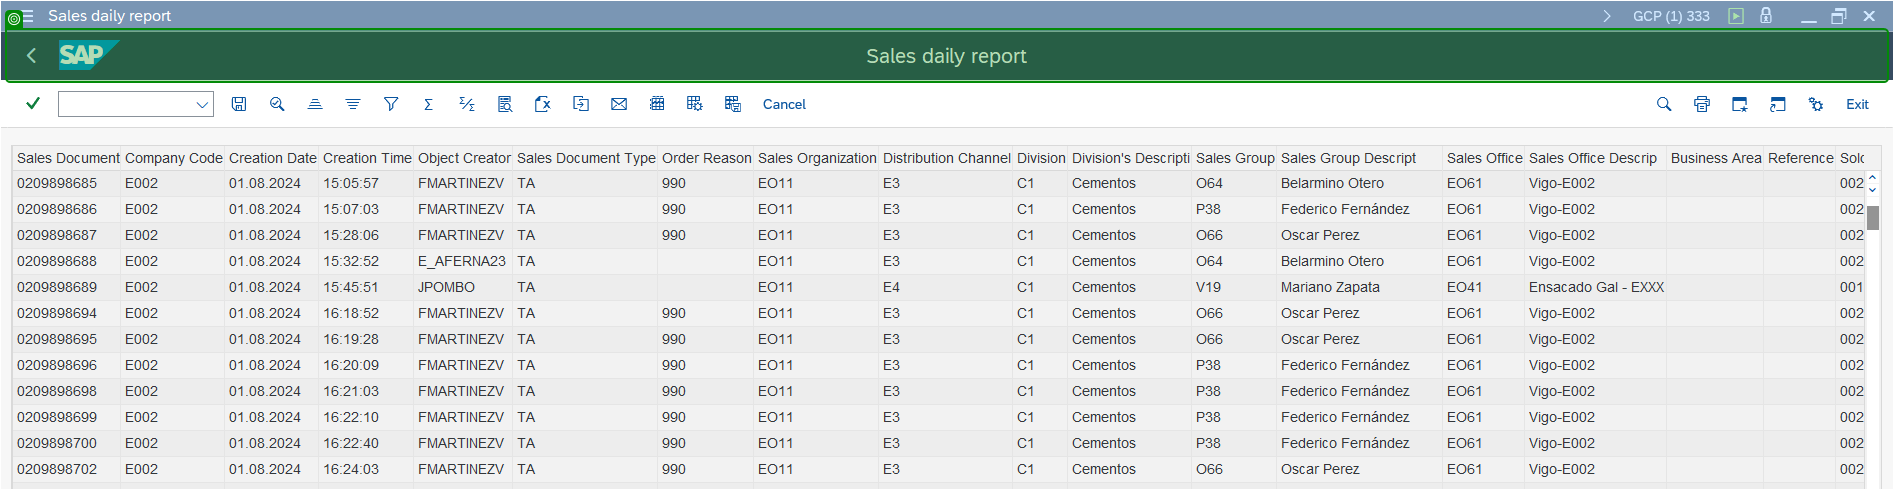 Sales daily report GCP (1) 333
SAP Sales daily report
Cancel Exit
Sales Document Company Code Creation Date Creation Time Object Creator Sales Document Type Order Reason Sales Organization Distribution Channel Division Division's Descripti Sales Group Sales Group Descript Sales Office Sales Office Descrip Business Area Reference Sold
0209898685 E002 01.08.2024 15:05:57 FMARTINEZV TA 990 EO11 E3 C1 Cementos O64 Belarmino Otero EO61 Vigo-E002 002
0209898686 E002 01.08.2024 15:07:03 FMARTINEZV TA 990 EO11 E3 C1 Cementos P38 Federico Fernández EO61 Vigo-E002 002
0209898687 E002 01.08.2024 15:28:06 FMARTINEZV TA 990 EO11 E3 C1 Cementos O66 Oscar Perez EO61 Vigo-E002 002
0209898688 E002 01.08.2024 15:32:52 E_AFERNA23 TA EO11 E3 C1 Cementos O64 Belarmino Otero EO61 Vigo-E002 002
0209898689 E002 01.08.2024 15:45:51 JPOMBO TA EO11 E4 C1 Cementos V19 Mariano Zapata EO41 Ensacado Gal - EXXX 001
0209898694 E002 01.08.2024 16:18:52 FMARTINEZV TA 990 EO11 E3 C1 Cementos O66 Oscar Perez EO61 Vigo-E002 002
0209898695 E002 01.08.2024 16:19:28 FMARTINEZV TA 990 EO11 E3 C1 Cementos O66 Oscar Perez EO61 Vigo-E002 002
0209898696 E002 01.08.2024 16:20:09 FMARTINEZV TA 990 EO11 E3 C1 Cementos P38 Federico Fernández EO61 Vigo-E002 002
0209898698 E002 01.08.2024 16:21:03 FMARTINEZV TA 990 EO11 E3 C1 Cementos P38 Federico Fernández EO61 Vigo-E002 002
0209898699 E002 01.08.2024 16:22:10 FMARTINEZV TA 990 EO11 E3 C1 Cementos P38 Federico Fernández EO61 Vigo-E002 002
0209898700 E002 01.08.2024 16:22:40 FMARTINEZV TA 990 EO11 E3 C1 Cementos P38 Federico Fernández EO61 Vigo-E002 002
0209898702 E002 01.08.2024 16:24:03 FMARTINEZV TA 990 EO11 E3 C1 Cementos O66 Oscar Perez EO61 Vigo-E002 002